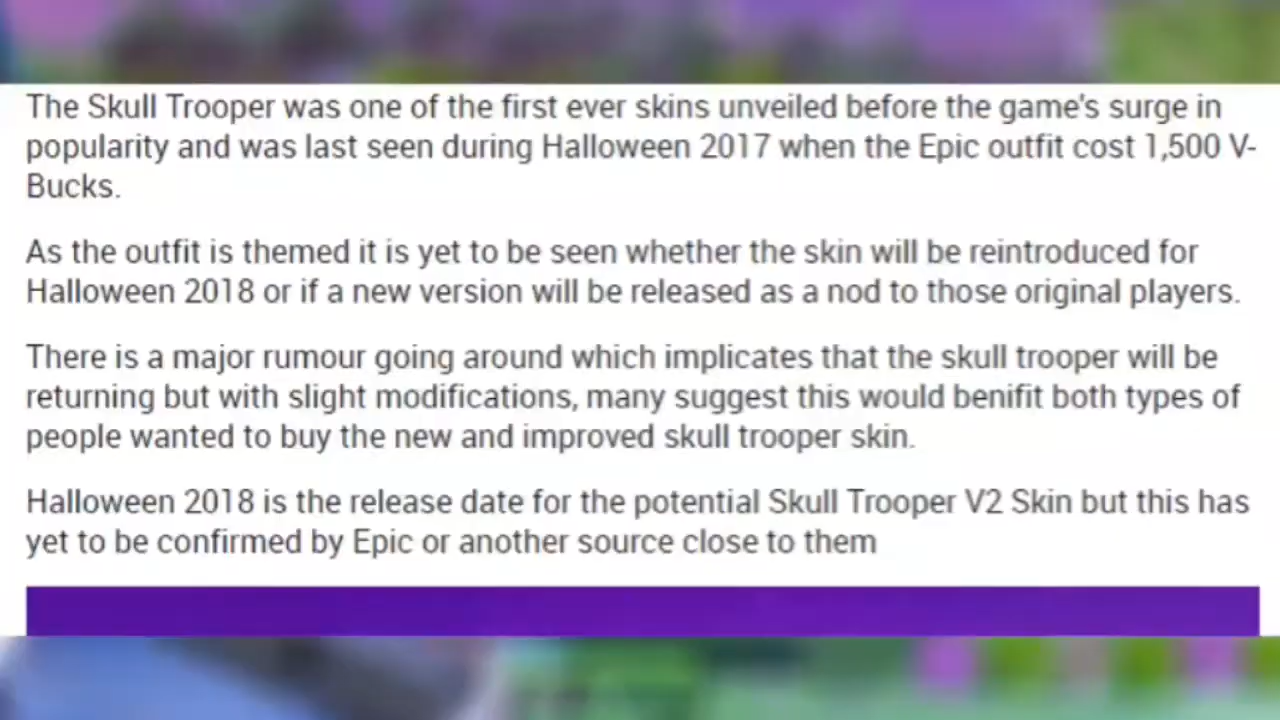 The Skull Trooper was one of the first ever skins unveiled before the game's surge in
popularity and was last seen during Halloween 2017 when the Epic outfit cost 1,500 V-
Bucks.
As the outfit is themed it is yet to be seen whether the skin will be reintroduced for
Halloween 2018 or if a new version will be released as a nod to those original players.
There is a major rumour going around which implicates that the skull trooper will be
returning but with slight modifications, many suggest this would benifit both types of
people wanted to buy the new and improved skull trooper skin.
Halloween 2018 is the release date for the potential Skull Trooper V2 Skin but this has
yet to be confirmed by Epic or another source close to them